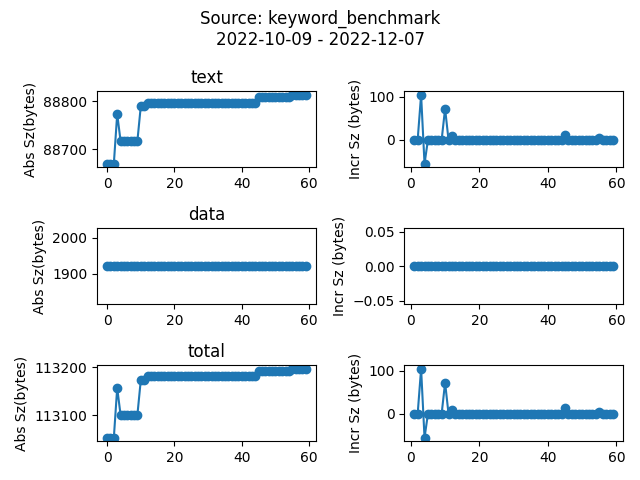 Source: keyword_benchmark
2022-10-09 - 2022-12-07
text
Abs Sz(bytes)
88800
88700
0 20 40 60
Incr Sz (bytes)
100
0
0 20 40 60
data
Abs Sz(bytes)
2000
1900
0 20 40 60
Incr Sz (bytes)
0.05
0.00
−0.05
0 20 40 60
total
Abs Sz(bytes)
113200
113100
0 20 40 60
Incr Sz (bytes)
100
0
0 20 40 60